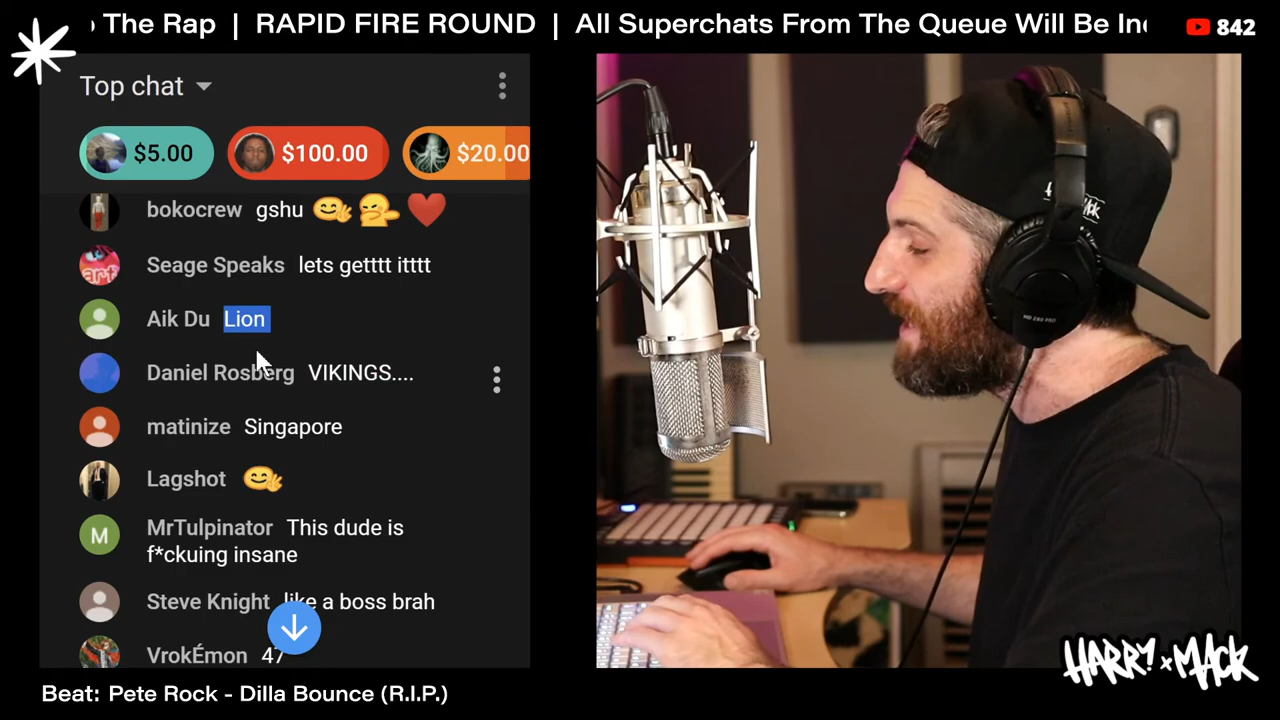 The Rap | RAPID FIRE ROUND | All Superchats From The Queue Will Be Inc
842
Top chat
$5.00 $100.00 $20.00
bokocrew gshu
Seage Speaks lets getttt itttt
Aik Du Lion
Daniel Rosberg VIKINGS....
matinize Singapore
Lagshot
MrTulpinator This dude is
f*ckuing insane
Steve Knight like a boss brah
VrokÉmon 47
HARRY MACK
Beat: Pete Rock - Dilla Bounce (R.I.P.)